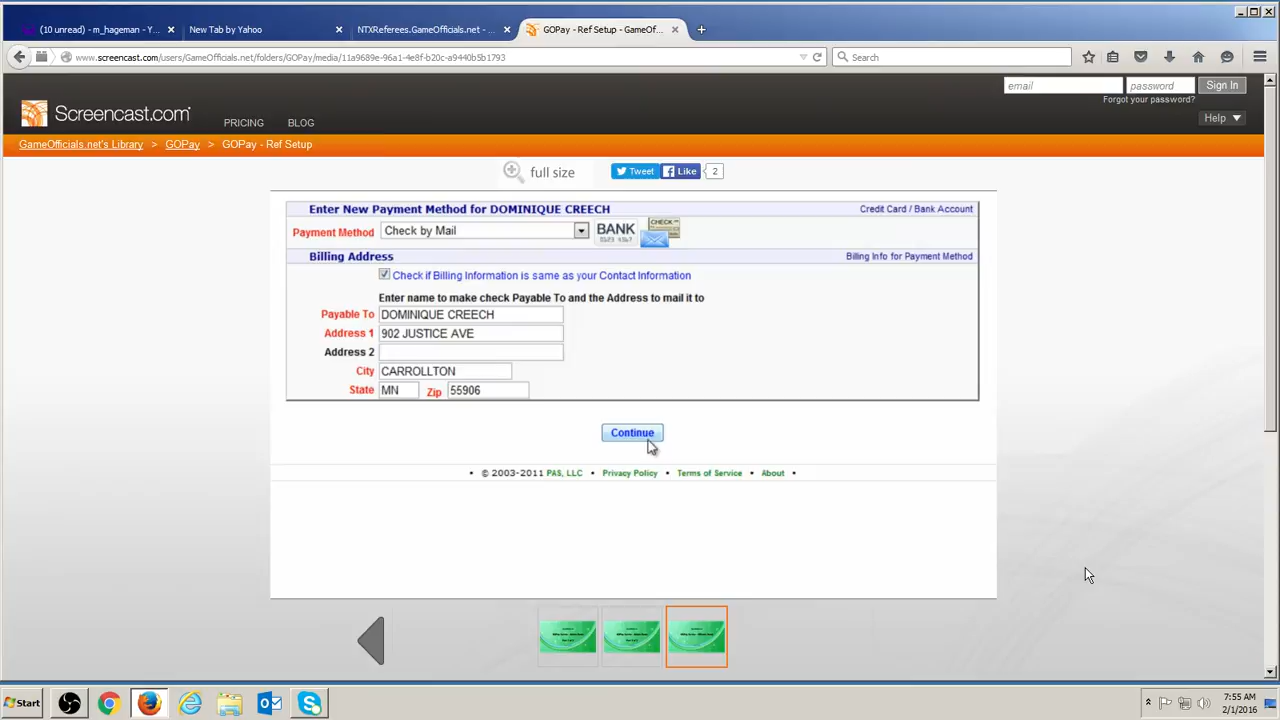 (10 unread) - m_hageman - Y...
New Tab by Yahoo
NTXReferees.GameOfficials.net - ...
GOPay - Ref Setup - GameOf...
www.screencast.com/users/GameOfficials.net/folders/GOPay/media/11a9689e-96a1-4e8f-b20c-a9440b5b1793
Search
Screencast.com
PRICING
BLOG
email
password
Sign In
Forgot your password?
Help
GameOfficials.net's Library > GOPay > GOPay - Ref Setup
full size
Tweet
Like
2
Enter New Payment Method for DOMINIQUE CREECH
Credit Card / Bank Account
Payment Method Check by Mail
BANK
CHECK
Billing Address
Billing Info for Payment Method
Check if Billing Information is same as your Contact Information
Enter name to make check Payable To and the Address to mail it to
Payable To DOMINIQUE CREECH
Address 1 902 JUSTICE AVE
Address 2
City CARROLLTON
State MN Zip 55906
Continue
• © 2003-2011 PAS, LLC • Privacy Policy • Terms of Service • About •
Start
7:55 AM
2/1/2016